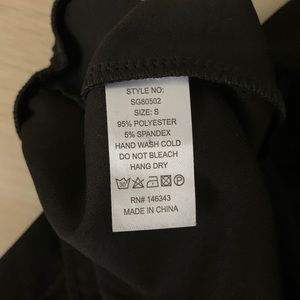 STYLE NO:
SG80502
SIZE: S
95% POLYESTER
5% SPANDEX
HAND WASH COLD
DO NOT BLEACH
HANG DRY
RN# 146343
MADE IN CHINA